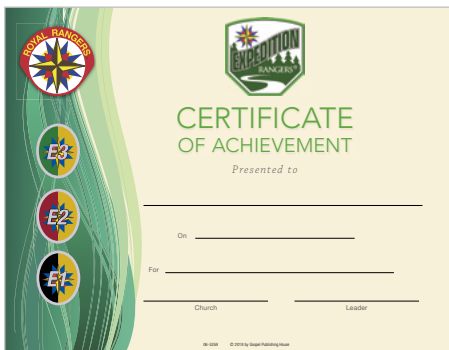 ROYAL RANGERS
EXPEDITION
RANGERS
CERTIFICATE
OF ACHIEVEMENT
Presented to
E3
E2
E1
On
For
Church
Leader
© 2018 by Gospel Publishing House